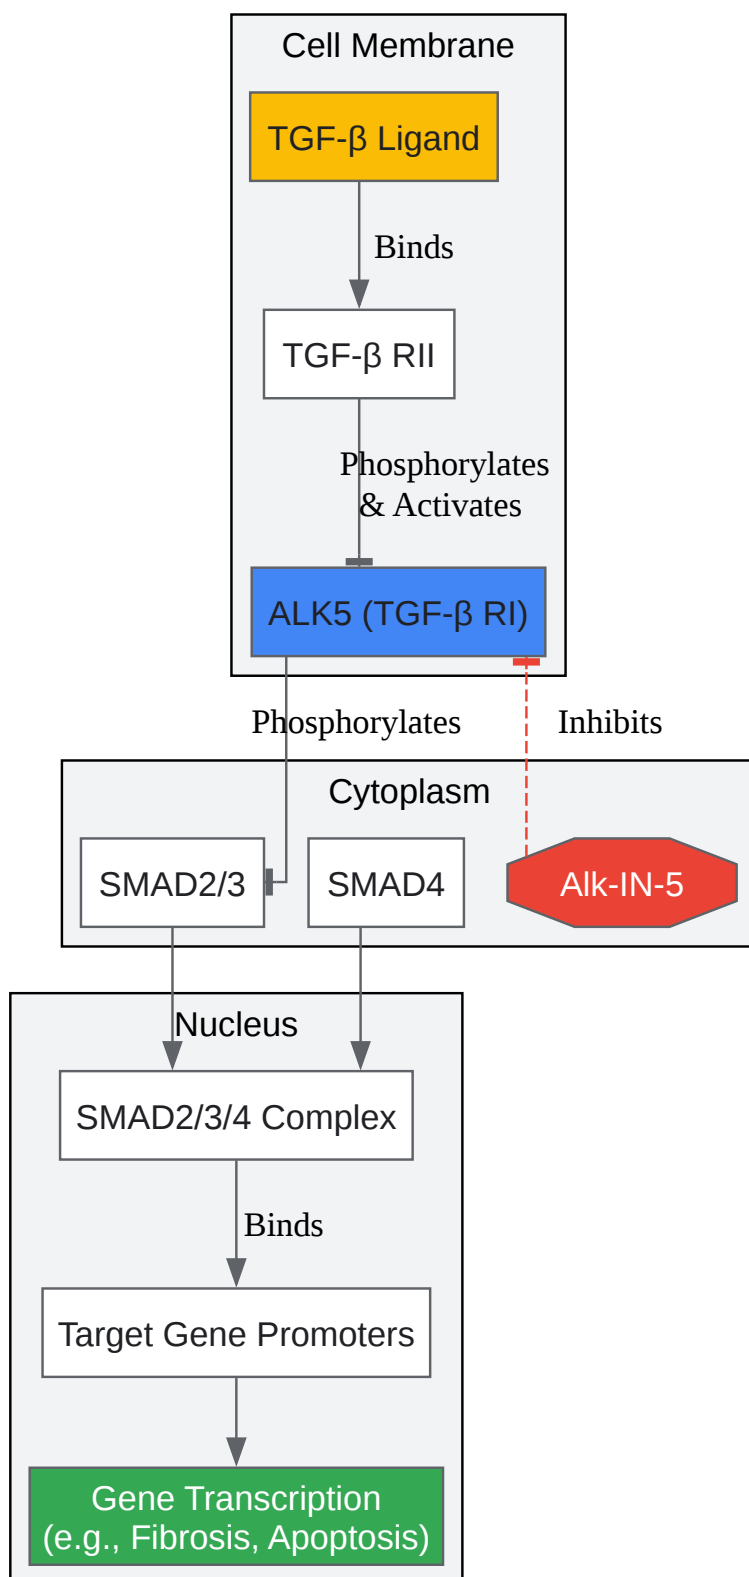 Cell Membrane
TGF-β Ligand
Binds
TGF-β RII
Phosphorylates
& Activates
ALK5 (TGF-β RI)
Phosphorylates
Inhibits
Cytoplasm
SMAD2/3
SMAD4
Alk-IN-5
Nucleus
SMAD2/3/4 Complex
Binds
Target Gene Promoters
Gene Transcription
(e.g., Fibrosis, Apoptosis)